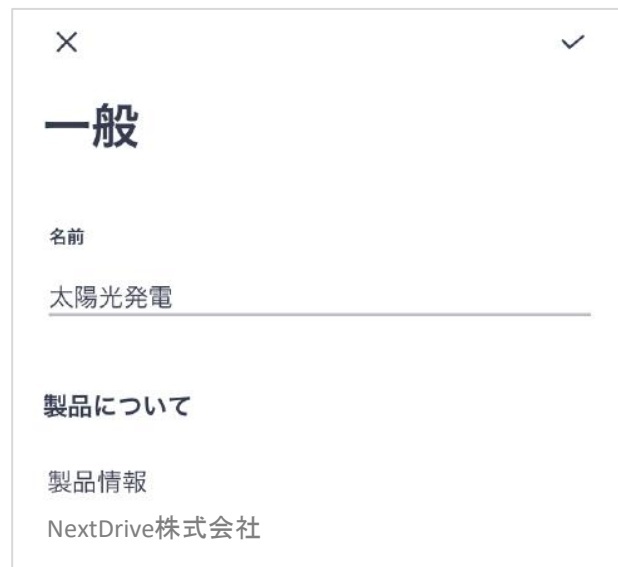 一般
名前
太陽光発電
製品について
製品情報
NextDrive株式会社